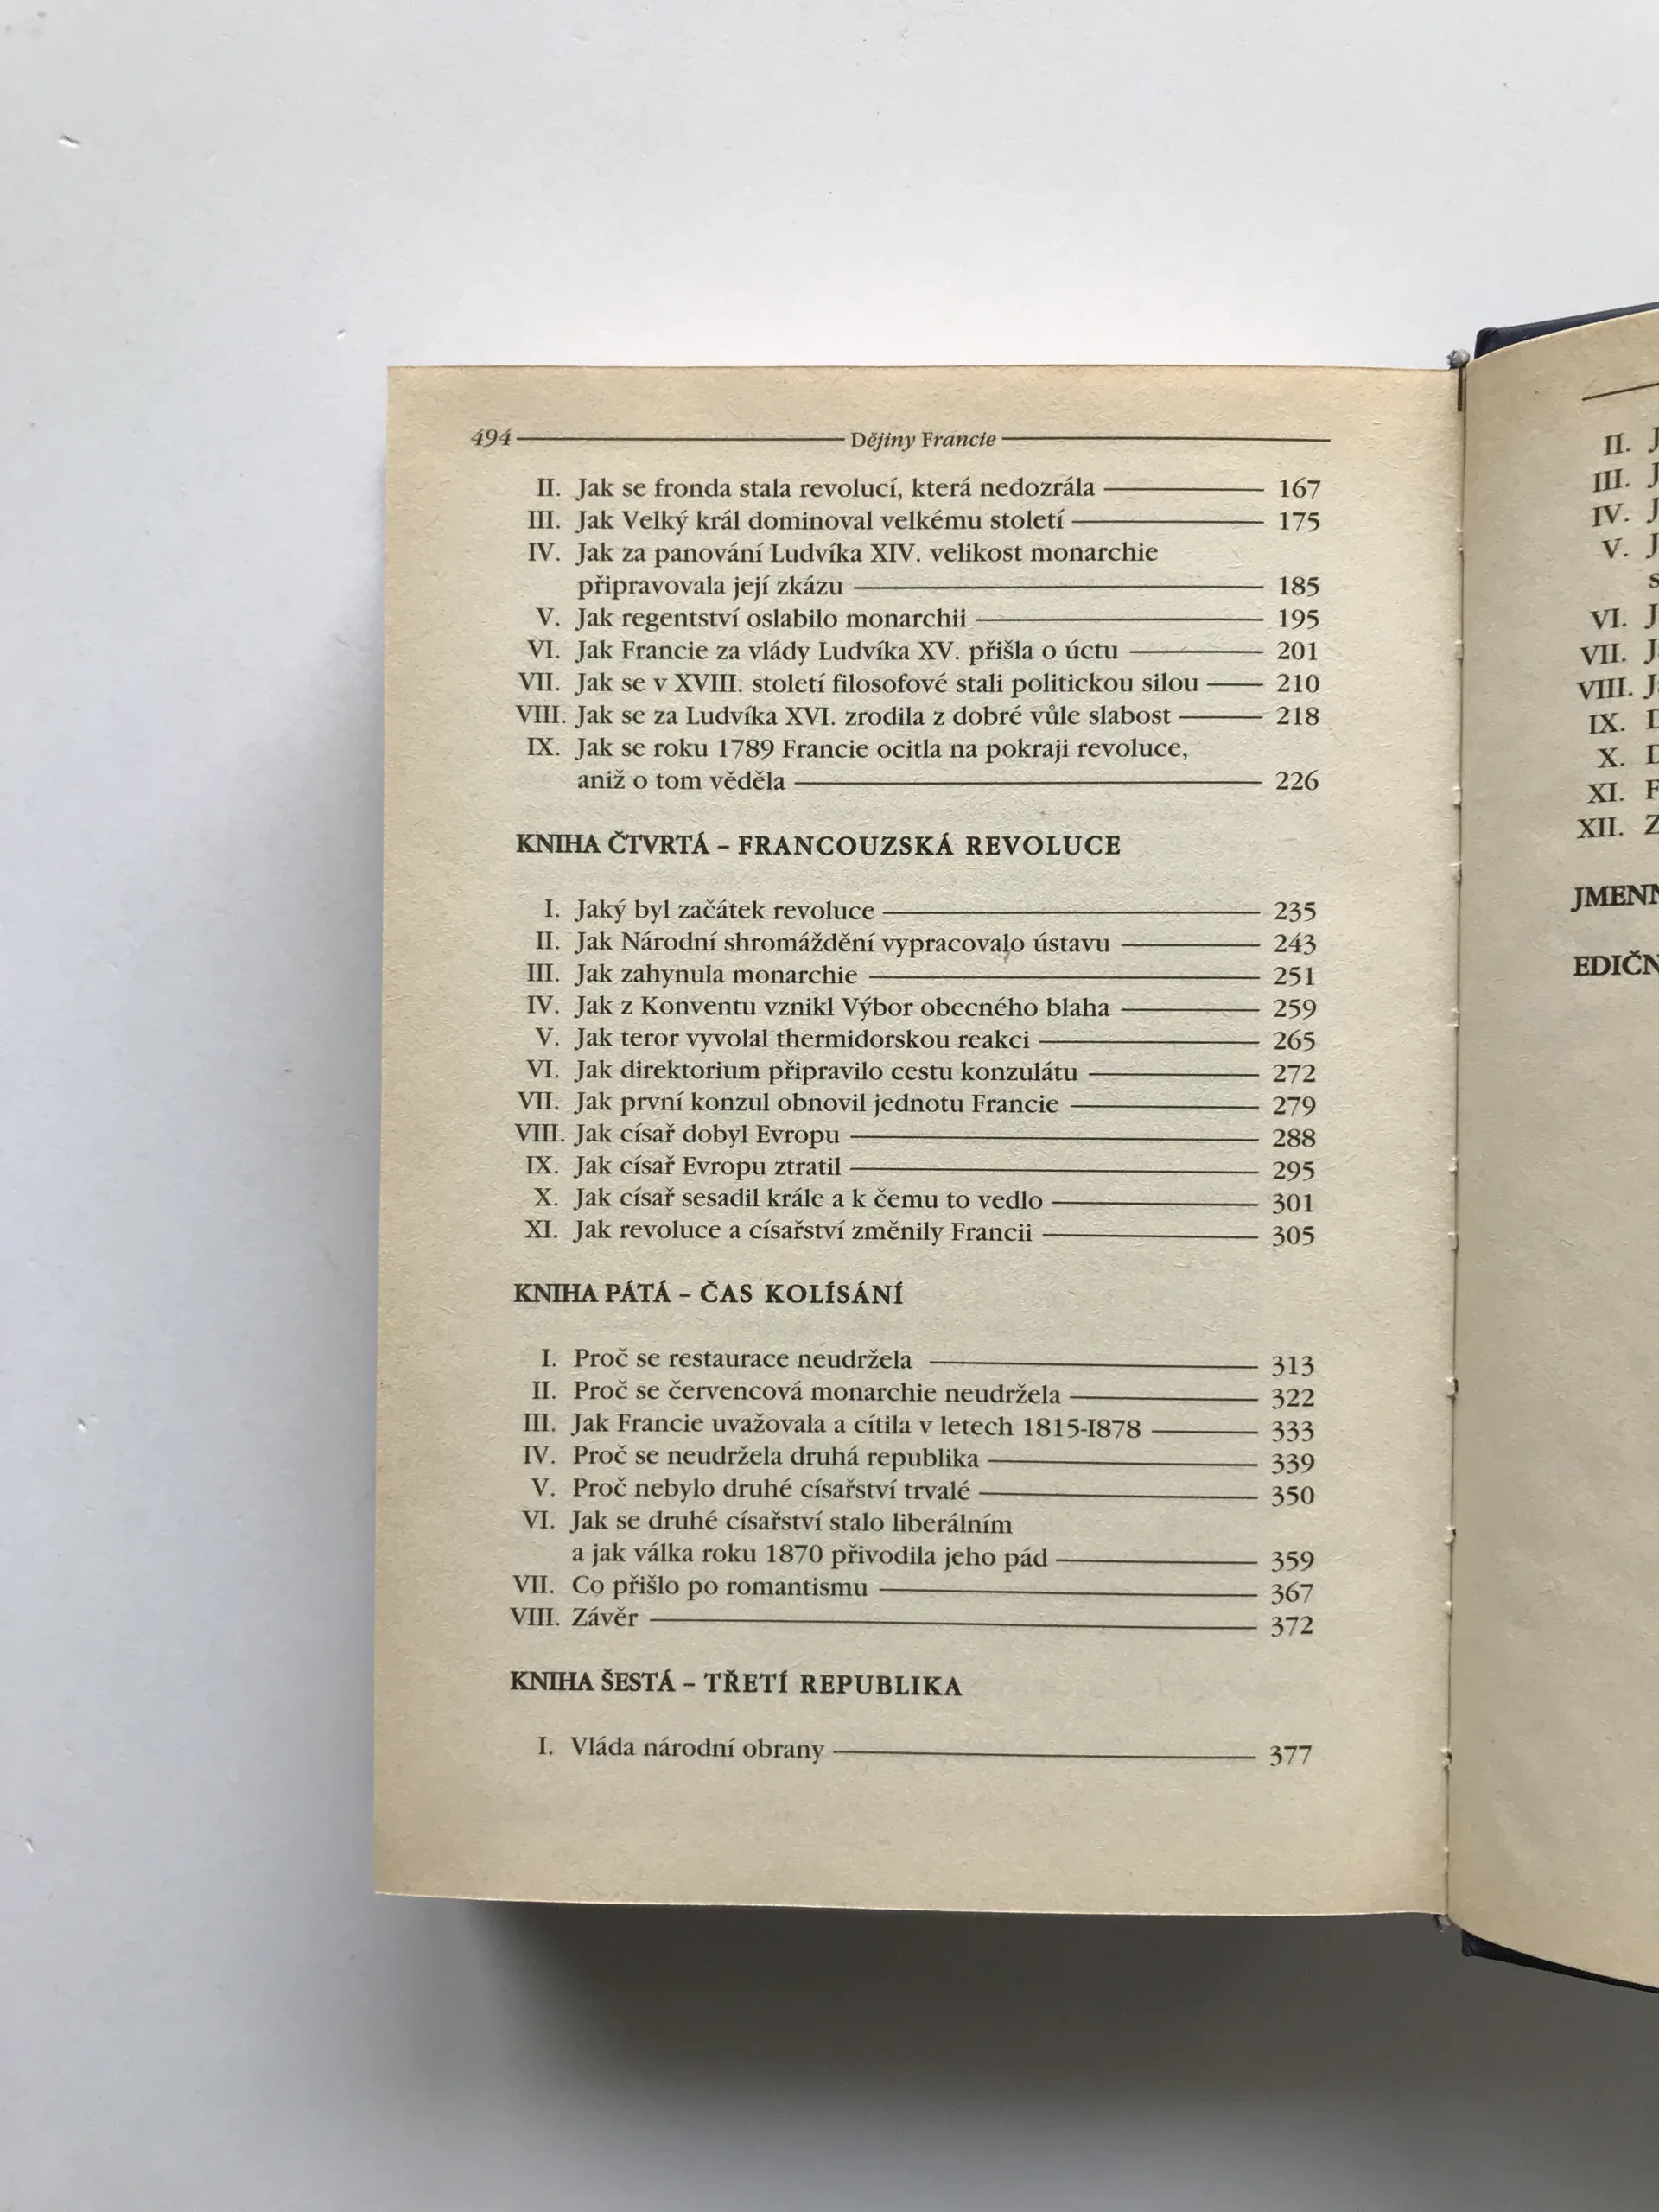 494 Dějiny Francie
II. Jak se fronda stala revolucí, která nedozrála 167
III. Jak Velký král dominoval velkému století 175
IV. Jak za panování Ludvíka XIV. velikost monarchie
připravovala její zkázu 185
V. Jak regentství oslabilo monarchii 195
VI. Jak Francie za vlády Ludvíka XV. přišla o úctu 201
VII. Jak se v XVIII. století filosofové stali politickou silou 210
VIII. Jak se za Ludvíka XVI. zrodila z dobré vůle slabost 218
IX. Jak se roku 1789 Francie ocitla na pokraji revoluce,
aniž o tom věděla 226
KNIHA ČTVRTÁ – FRANCOUZSKÁ REVOLUCE
I. Jaký byl začátek revoluce 235
II. Jak Národní shromáždění vypracovalo ústavu 243
III. Jak zahynula monarchie 251
IV. Jak z Konventu vznikl Výbor obecného blaha 259
V. Jak teror vyvolal thermidorskou reakci 265
VI. Jak direktorium připravilo cestu konzulátu 272
VII. Jak první konzul obnovil jednotu Francie 279
VIII. Jak císař dobyl Evropu 288
IX. Jak císař Evropu ztratil 295
X. Jak císař sesadil krále a k čemu to vedlo 301
XI. Jak revoluce a císařství změnily Francii 305
KNIHA PÁTÁ – ČAS KOLÍSÁNÍ
I. Proč se restaurace neudržela 313
II. Proč se červencová monarchie neudržela 322
III. Jak Francie uvažovala a cítila v letech 1815-I878 333
IV. Proč se neudržela druhá republika 339
V. Proč nebylo druhé císařství trvalé 350
VI. Jak se druhé císařství stalo liberálním
a jak válka roku 1870 přivodila jeho pád 359
VII. Co přišlo po romantismu 367
VIII. Závěr 372
KNIHA ŠESTÁ – TŘETÍ REPUBLIKA
I. Vláda národní obrany 377
II.
III.
IV.
V.
VI.
VII.
VIII.
IX.
X.
XI.
XII.